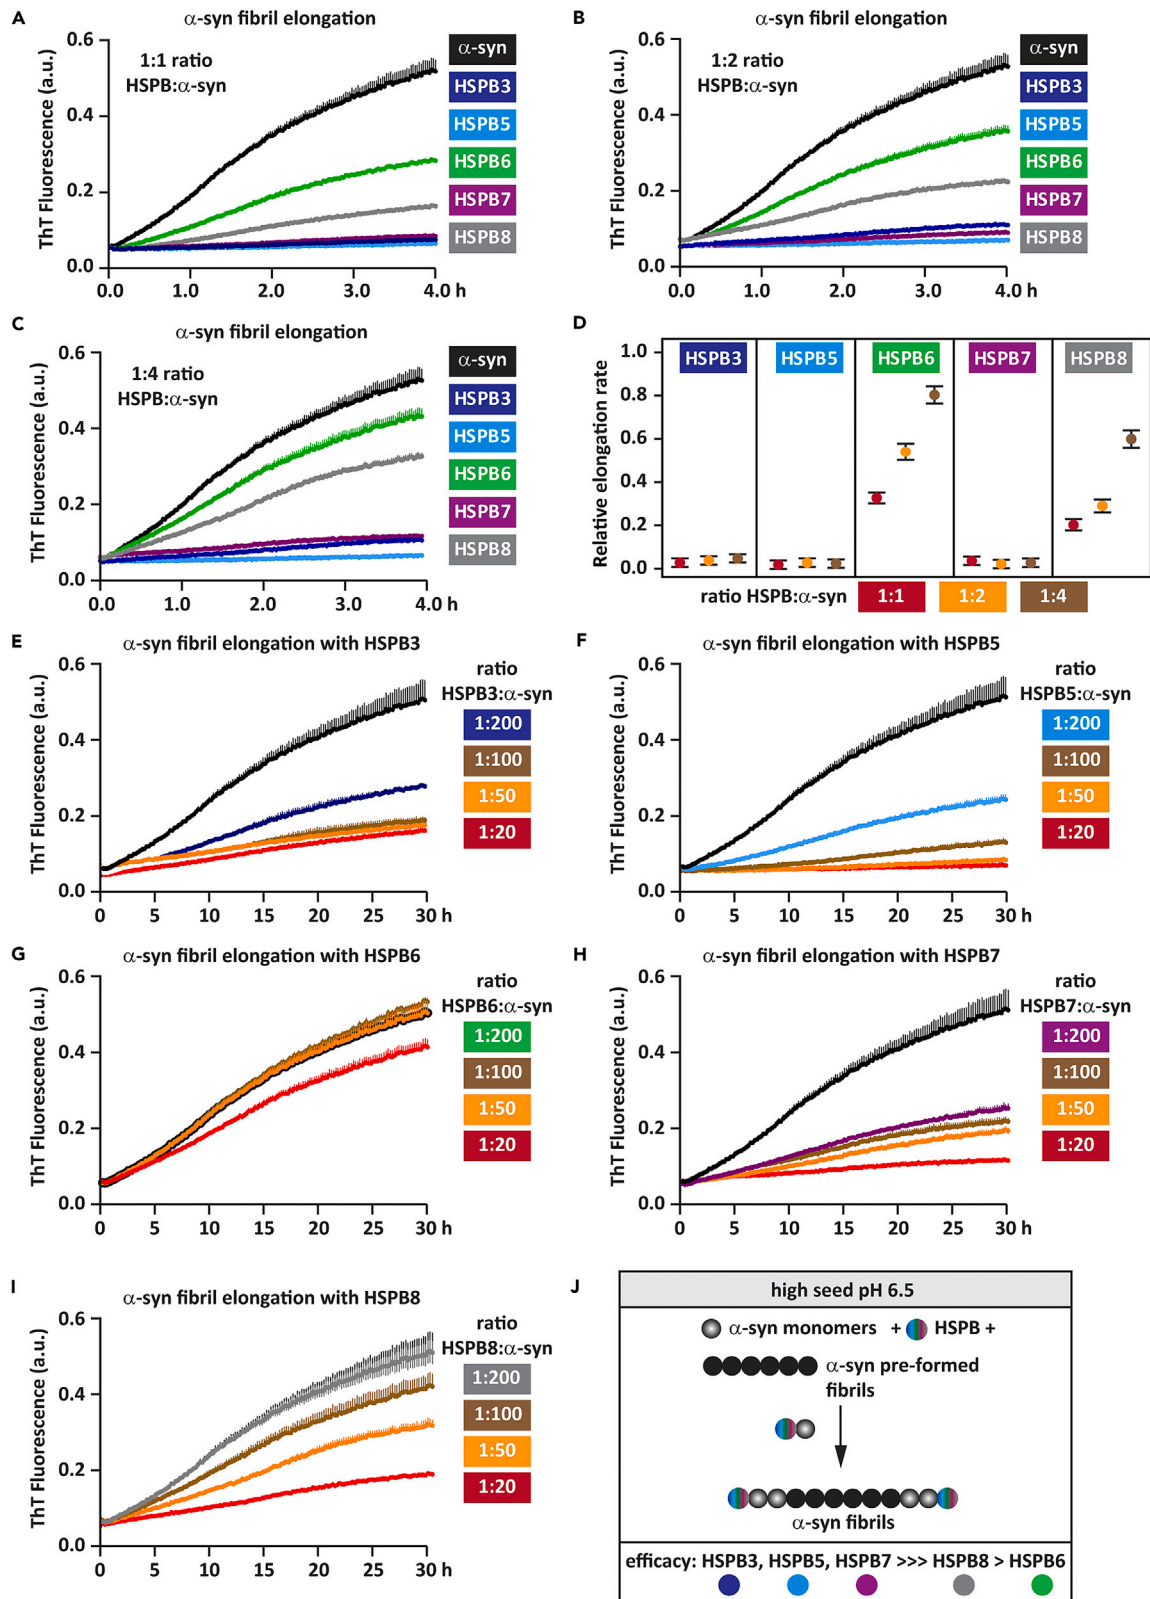 A
α-syn fibril elongation
ThT Fluorescence (a.u.)
0.6
0.4
0.2
0.0
0.0 1.0 2.0 3.0 4.0 h
1:1 ratio
HSPB:α-syn
α-syn
HSPB3
HSPB5
HSPB6
HSPB7
HSPB8
B
α-syn fibril elongation
ThT Fluorescence (a.u.)
0.6
0.4
0.2
0.0
0.0 1.0 2.0 3.0 4.0 h
1:2 ratio
HSPB:α-syn
α-syn
HSPB3
HSPB5
HSPB6
HSPB7
HSPB8
C
α-syn fibril elongation
ThT Fluorescence (a.u.)
0.6
0.4
0.2
0.0
0.0 1.0 2.0 3.0 4.0 h
1:4 ratio
HSPB:α-syn
α-syn
HSPB3
HSPB5
HSPB6
HSPB7
HSPB8
D
Relative elongation rate
1.0
0.8
0.6
0.4
0.2
0.0
HSPB3 HSPB5 HSPB6 HSPB7 HSPB8
ratio HSPB:α-syn 1:1 1:2 1:4
E
α-syn fibril elongation with HSPB3
ThT Fluorescence (a.u.)
0.6
0.4
0.2
0.0
0 5 10 15 20 25 30 h
ratio
HSPB3:α-syn
1:200
1:100
1:50
1:20
F
α-syn fibril elongation with HSPB5
ThT Fluorescence (a.u.)
0.6
0.4
0.2
0.0
0 5 10 15 20 25 30 h
ratio
HSPB5:α-syn
1:200
1:100
1:50
1:20
G
α-syn fibril elongation with HSPB6
ThT Fluorescence (a.u.)
0.6
0.4
0.2
0.0
0 5 10 15 20 25 30 h
ratio
HSPB6:α-syn
1:200
1:100
1:50
1:20
H
α-syn fibril elongation with HSPB7
ThT Fluorescence (a.u.)
0.6
0.4
0.2
0.0
0 5 10 15 20 25 30 h
ratio
HSPB7:α-syn
1:200
1:100
1:50
1:20
I
α-syn fibril elongation with HSPB8
ThT Fluorescence (a.u.)
0.6
0.4
0.2
0.0
0 5 10 15 20 25 30 h
ratio
HSPB8:α-syn
1:200
1:100
1:50
1:20
J
high seed pH 6.5
α-syn monomers + HSPB +
α-syn pre-formed
fibrils
α-syn fibrils
efficacy: HSPB3, HSPB5, HSPB7 >>> HSPB8 > HSPB6